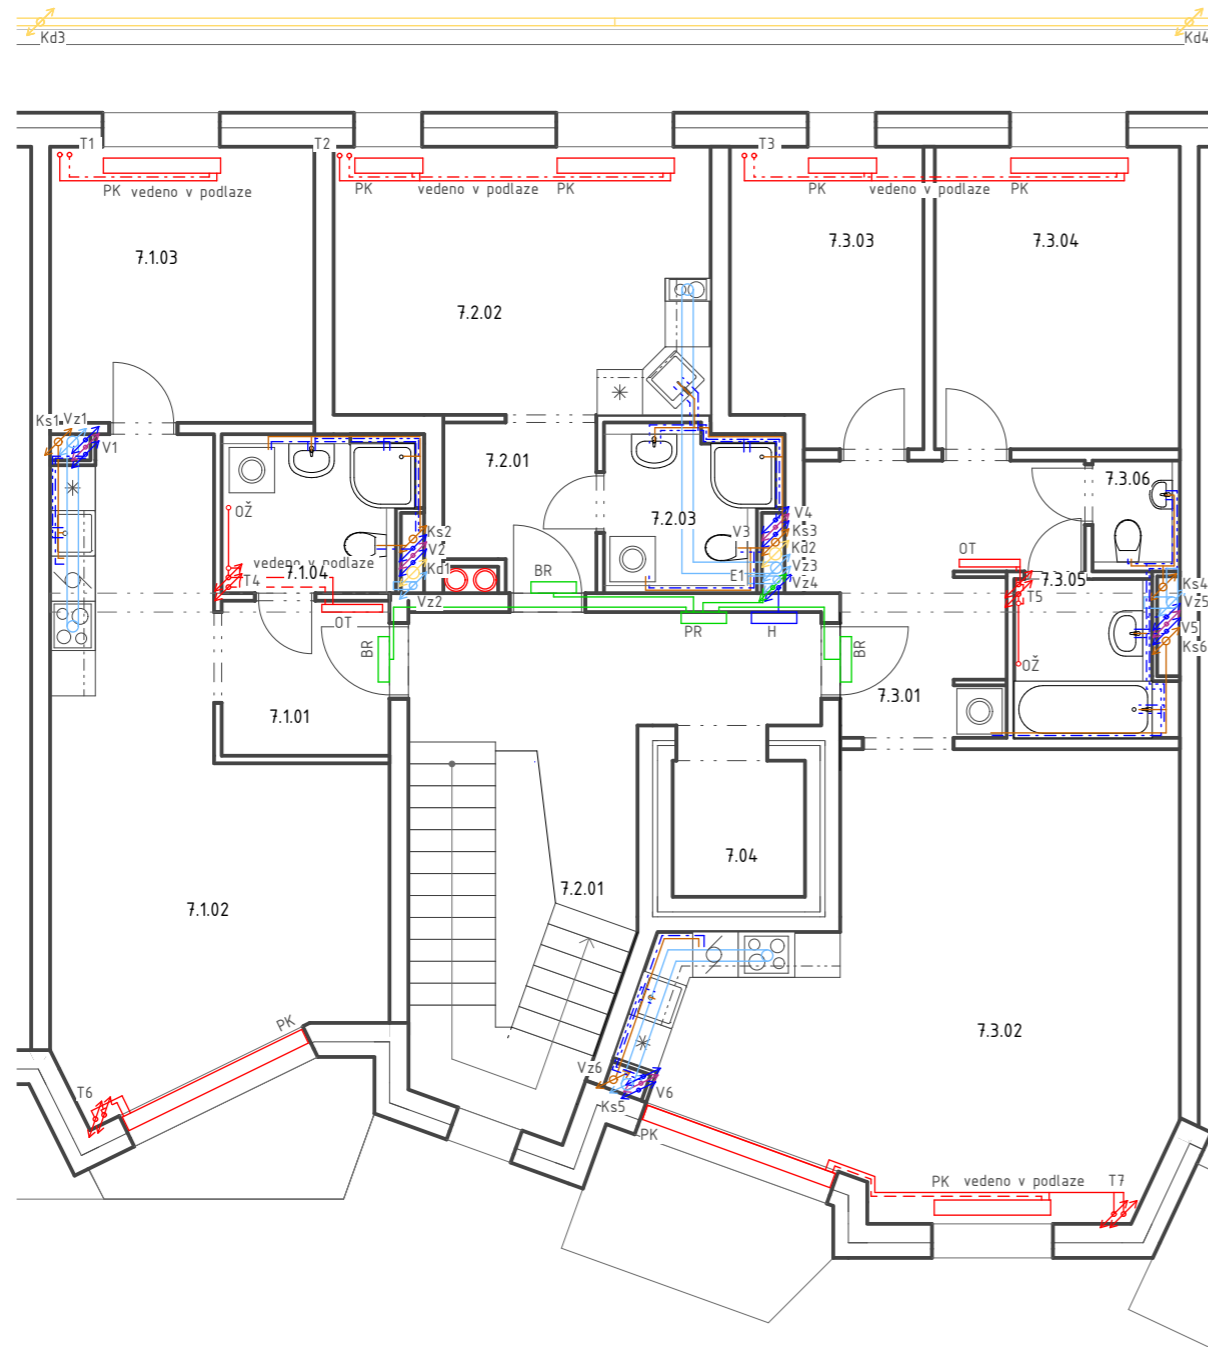 Kd3
Kd4
T1
T2
T3
PK vedeno v podlaze
PK vedeno v podlaze PK
PK vedeno v podlaze PK
7.1.03
7.2.02
7.3.03
7.3.04
Ks1
Vz1
V1
7.2.01
7.3.06
OŽ
Ks2
V2
Kd1
Vz2
7.2.03
V3
E1
V4
Ks3
Kd2
Vz3
Vz4
vedeno v podlaze
T4
7.1.04
OT
BR
BR
PR
H
BR
OT
7.3.05
T5
OŽ
Ks4
Vz5
V5
Ks6
7.1.01
7.3.01
7.04
7.2.01
7.1.02
7.3.02
PK
T6
Vz6
Ks5
V6
PK
PK vedeno v podlaze
T7